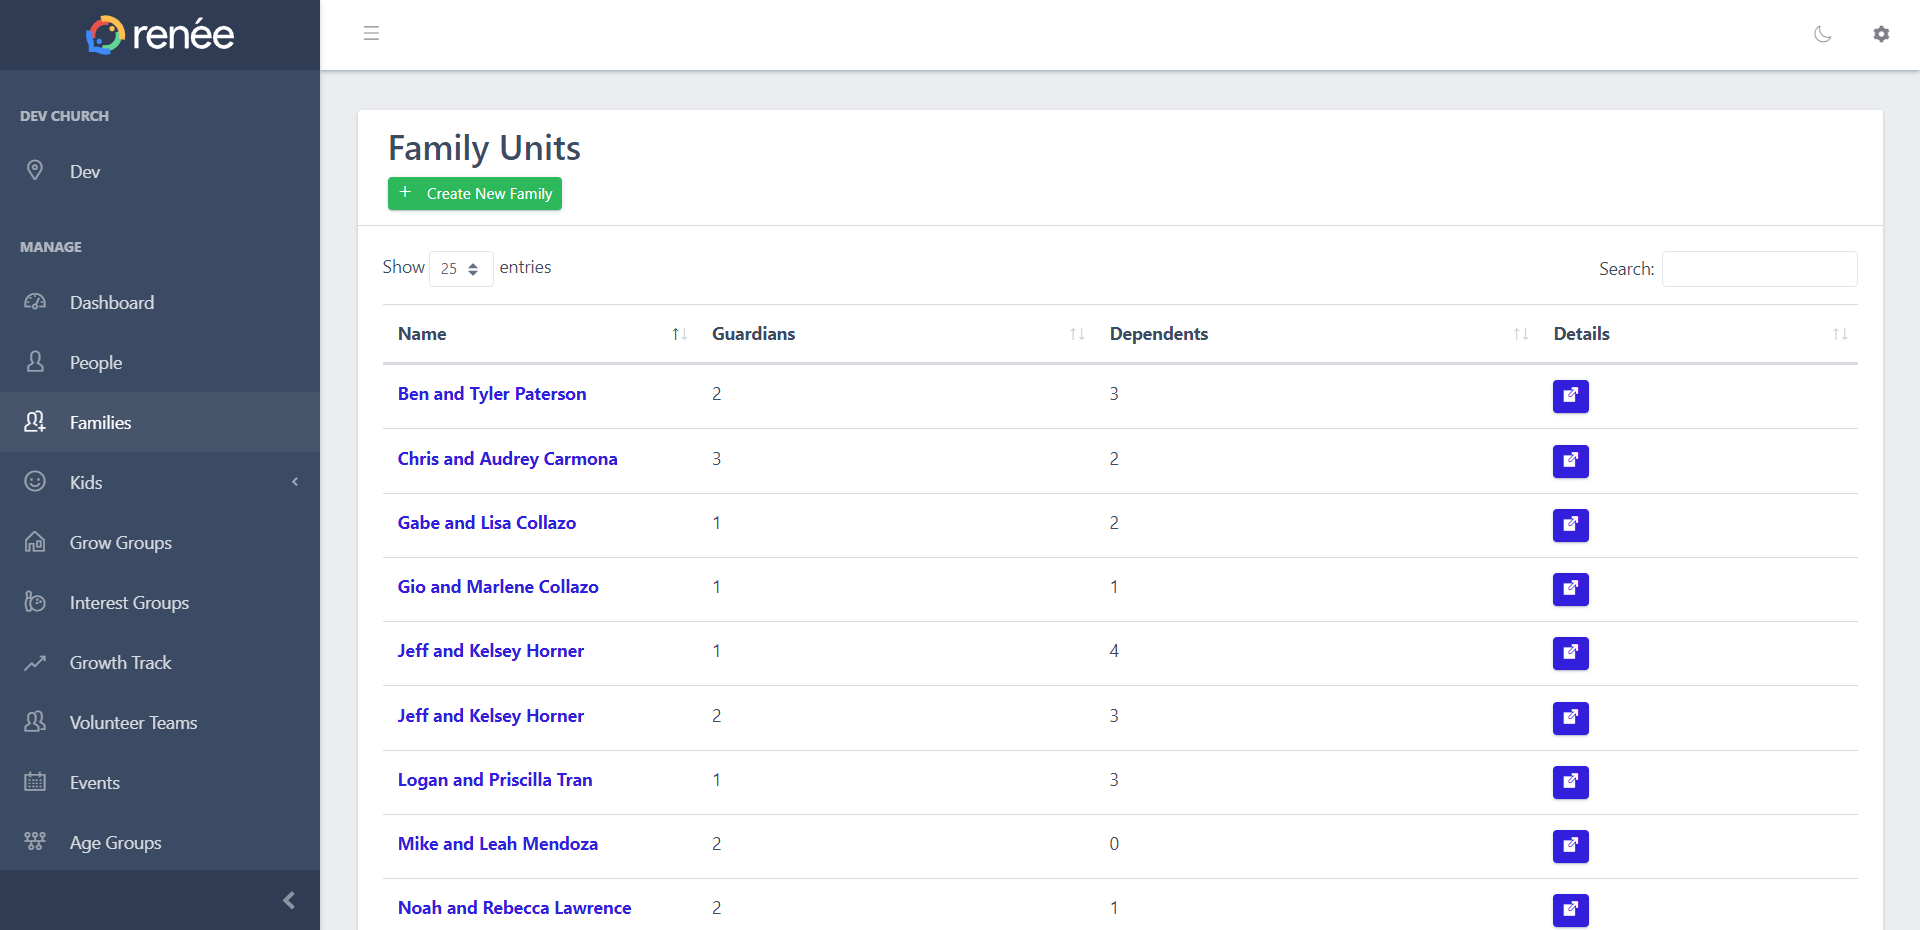 renée
DEV CHURCH
Dev
MANAGE
Dashboard
People
Families
Kids
Grow Groups
Interest Groups
Growth Track
Volunteer Teams
Events
Age Groups
Family Units
+ Create New Family
Show 25 entries
Search:
Name Guardians Dependents Details
Ben and Tyler Paterson 2 3
Chris and Audrey Carmona 3 2
Gabe and Lisa Collazo 1 2
Gio and Marlene Collazo 1 1
Jeff and Kelsey Horner 1 4
Jeff and Kelsey Horner 2 3
Logan and Priscilla Tran 1 3
Mike and Leah Mendoza 2 0
Noah and Rebecca Lawrence 2 1